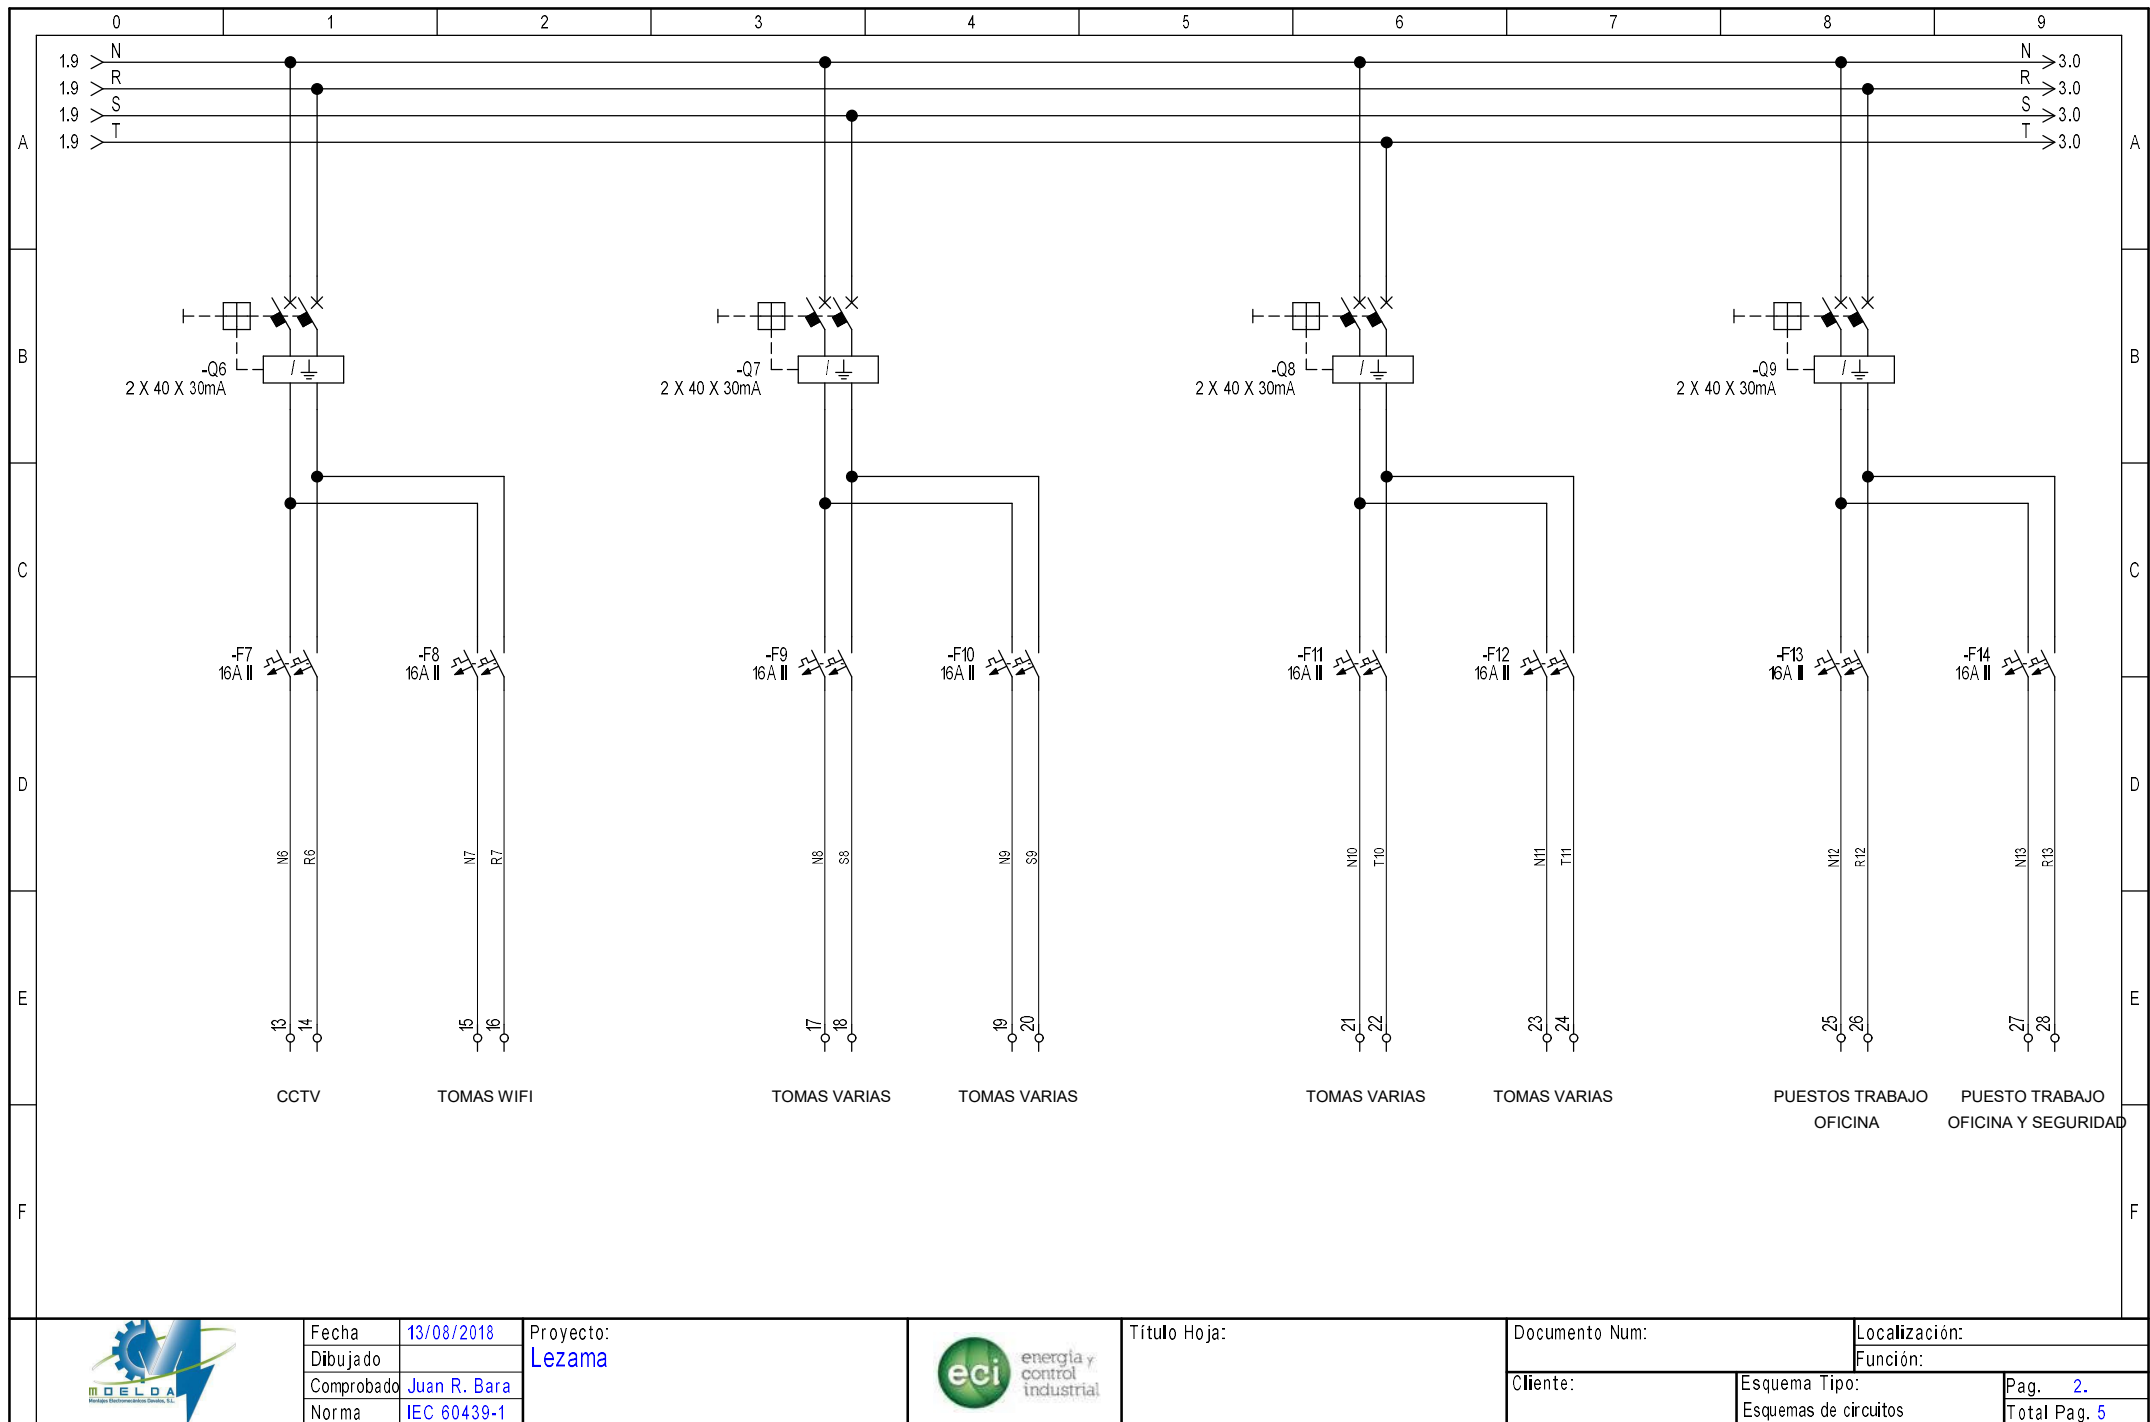 0 1 2 3 4 5 6 7 8 9
1.9 N N 3.0
1.9 R R 3.0
1.9 S S 3.0
1.9 T T 3.0
A A
B B
-Q6 -Q7 -Q8 -Q9
2 X 40 X 30mA 2 X 40 X 30mA 2 X 40 X 30mA 2 X 40 X 30mA
C C
-F7 -F8 -F9 -F10 -F11 -F12 -F13 -F14
16A II 16A II 16A II 16A II 16A II 16A II 16A II 16A II
D D
N6 R6 N7 R7 N8 S8 N9 S9 N10 T10 N11 T11 N12 R12 N13 R13
E E
13 14 15 16 17 18 19 20 21 22 23 24 25 26 27 28
CCTV TOMAS WIFI TOMAS VARIAS TOMAS VARIAS TOMAS VARIAS TOMAS VARIAS PUESTOS TRABAJO PUESTO TRABAJO
OFICINA OFICINA Y SEGURIDAD
F F
MOELDA
Montajes Electromecánicos Davalos, S.L.
Fecha 13/08/2018
Dibujado
Comprobado Juan R. Bara
Norma IEC 60439-1
Proyecto:
Lezama
eci energía y
control
industrial
Título Hoja:
Documento Num:
Localización:
Función:
Cliente:
Esquema Tipo:
Esquemas de circuitos
Pag. 2.
Total Pag. 5